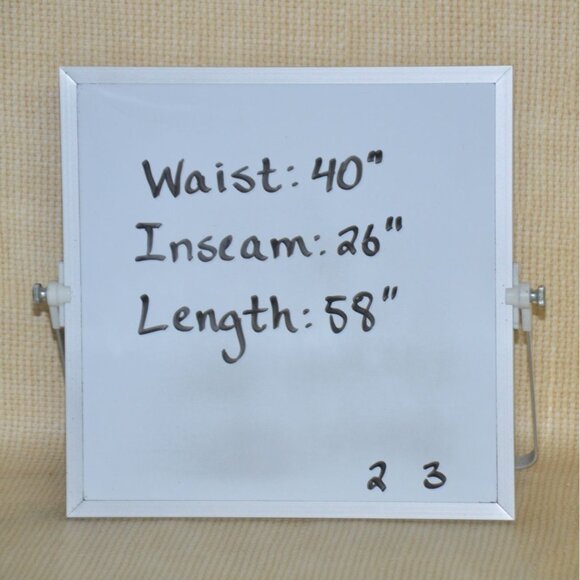 Waist: 40"
Inseam: 26"
Length: 58"
2 3